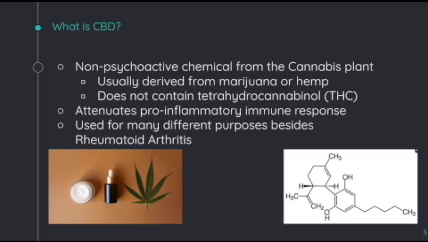 What is CBD?
Non-psychoactive chemical from the Cannabis plant
Usually derived from marijuana or hemp
Does not contain tetrahydrocannabinol (THC)
Attenuates pro-inflammatory immune response
Used for many different purposes besides
Rheumatoid Arthritis
CH₃
OH
H
H
H₃C
CH₂
O
H
CH₃
3